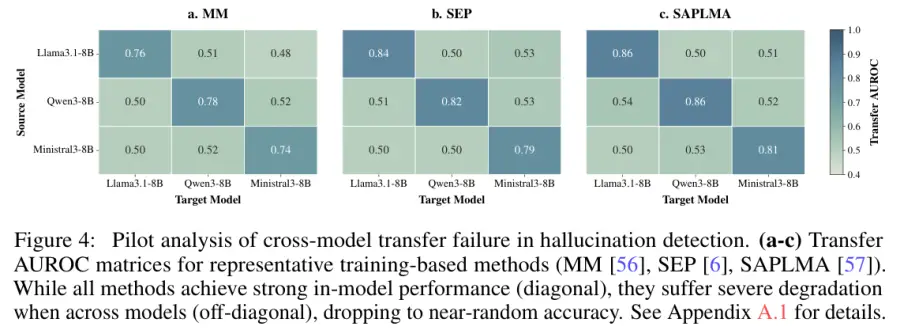 a. MM
b. SEP
c. SAPLMA
Source Model
Llama3.1-8B 0.76 0.51 0.48 0.84 0.50 0.53 0.86 0.50 0.51
Qwen3-8B 0.50 0.78 0.52 0.51 0.82 0.53 0.54 0.86 0.52
Ministral3-8B 0.50 0.52 0.74 0.50 0.50 0.79 0.50 0.53 0.81
Llama3.1-8B Qwen3-8B Ministral3-8B Llama3.1-8B Qwen3-8B Ministral3-8B Llama3.1-8B Qwen3-8B Ministral3-8B
Target Model Target Model Target Model
1.0
0.9
0.8
0.7
0.6
0.5
0.4
Transfer AUROC
Figure 4: Pilot analysis of cross-model transfer failure in hallucination detection. (a-c) Transfer
AUROC matrices for representative training-based methods (MM [56], SEP [6], SAPLMA [57]).
While all methods achieve strong in-model performance (diagonal), they suffer severe degradation
when across models (off-diagonal), dropping to near-random accuracy. See Appendix A.1 for details.